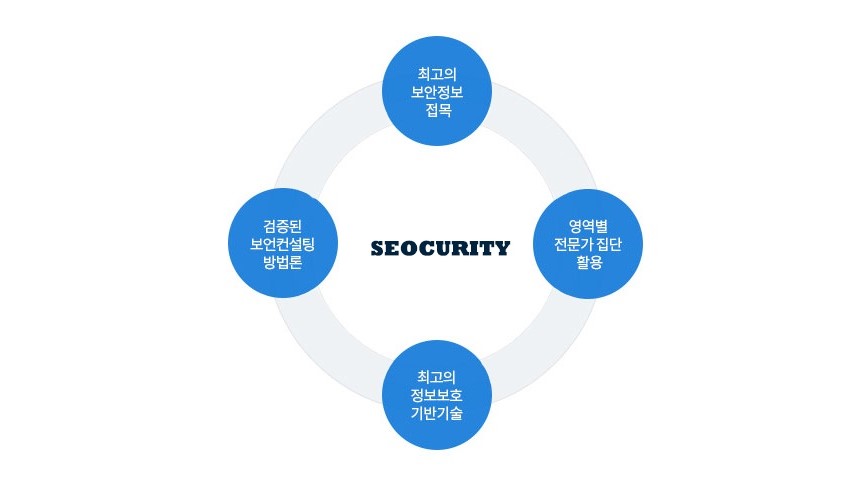 최고의
보안정보
접목
검증된
보언컨설팅
방법론
SEOCURITY
영역별
전문가 집단
활용
최고의
정보보호
기반기술